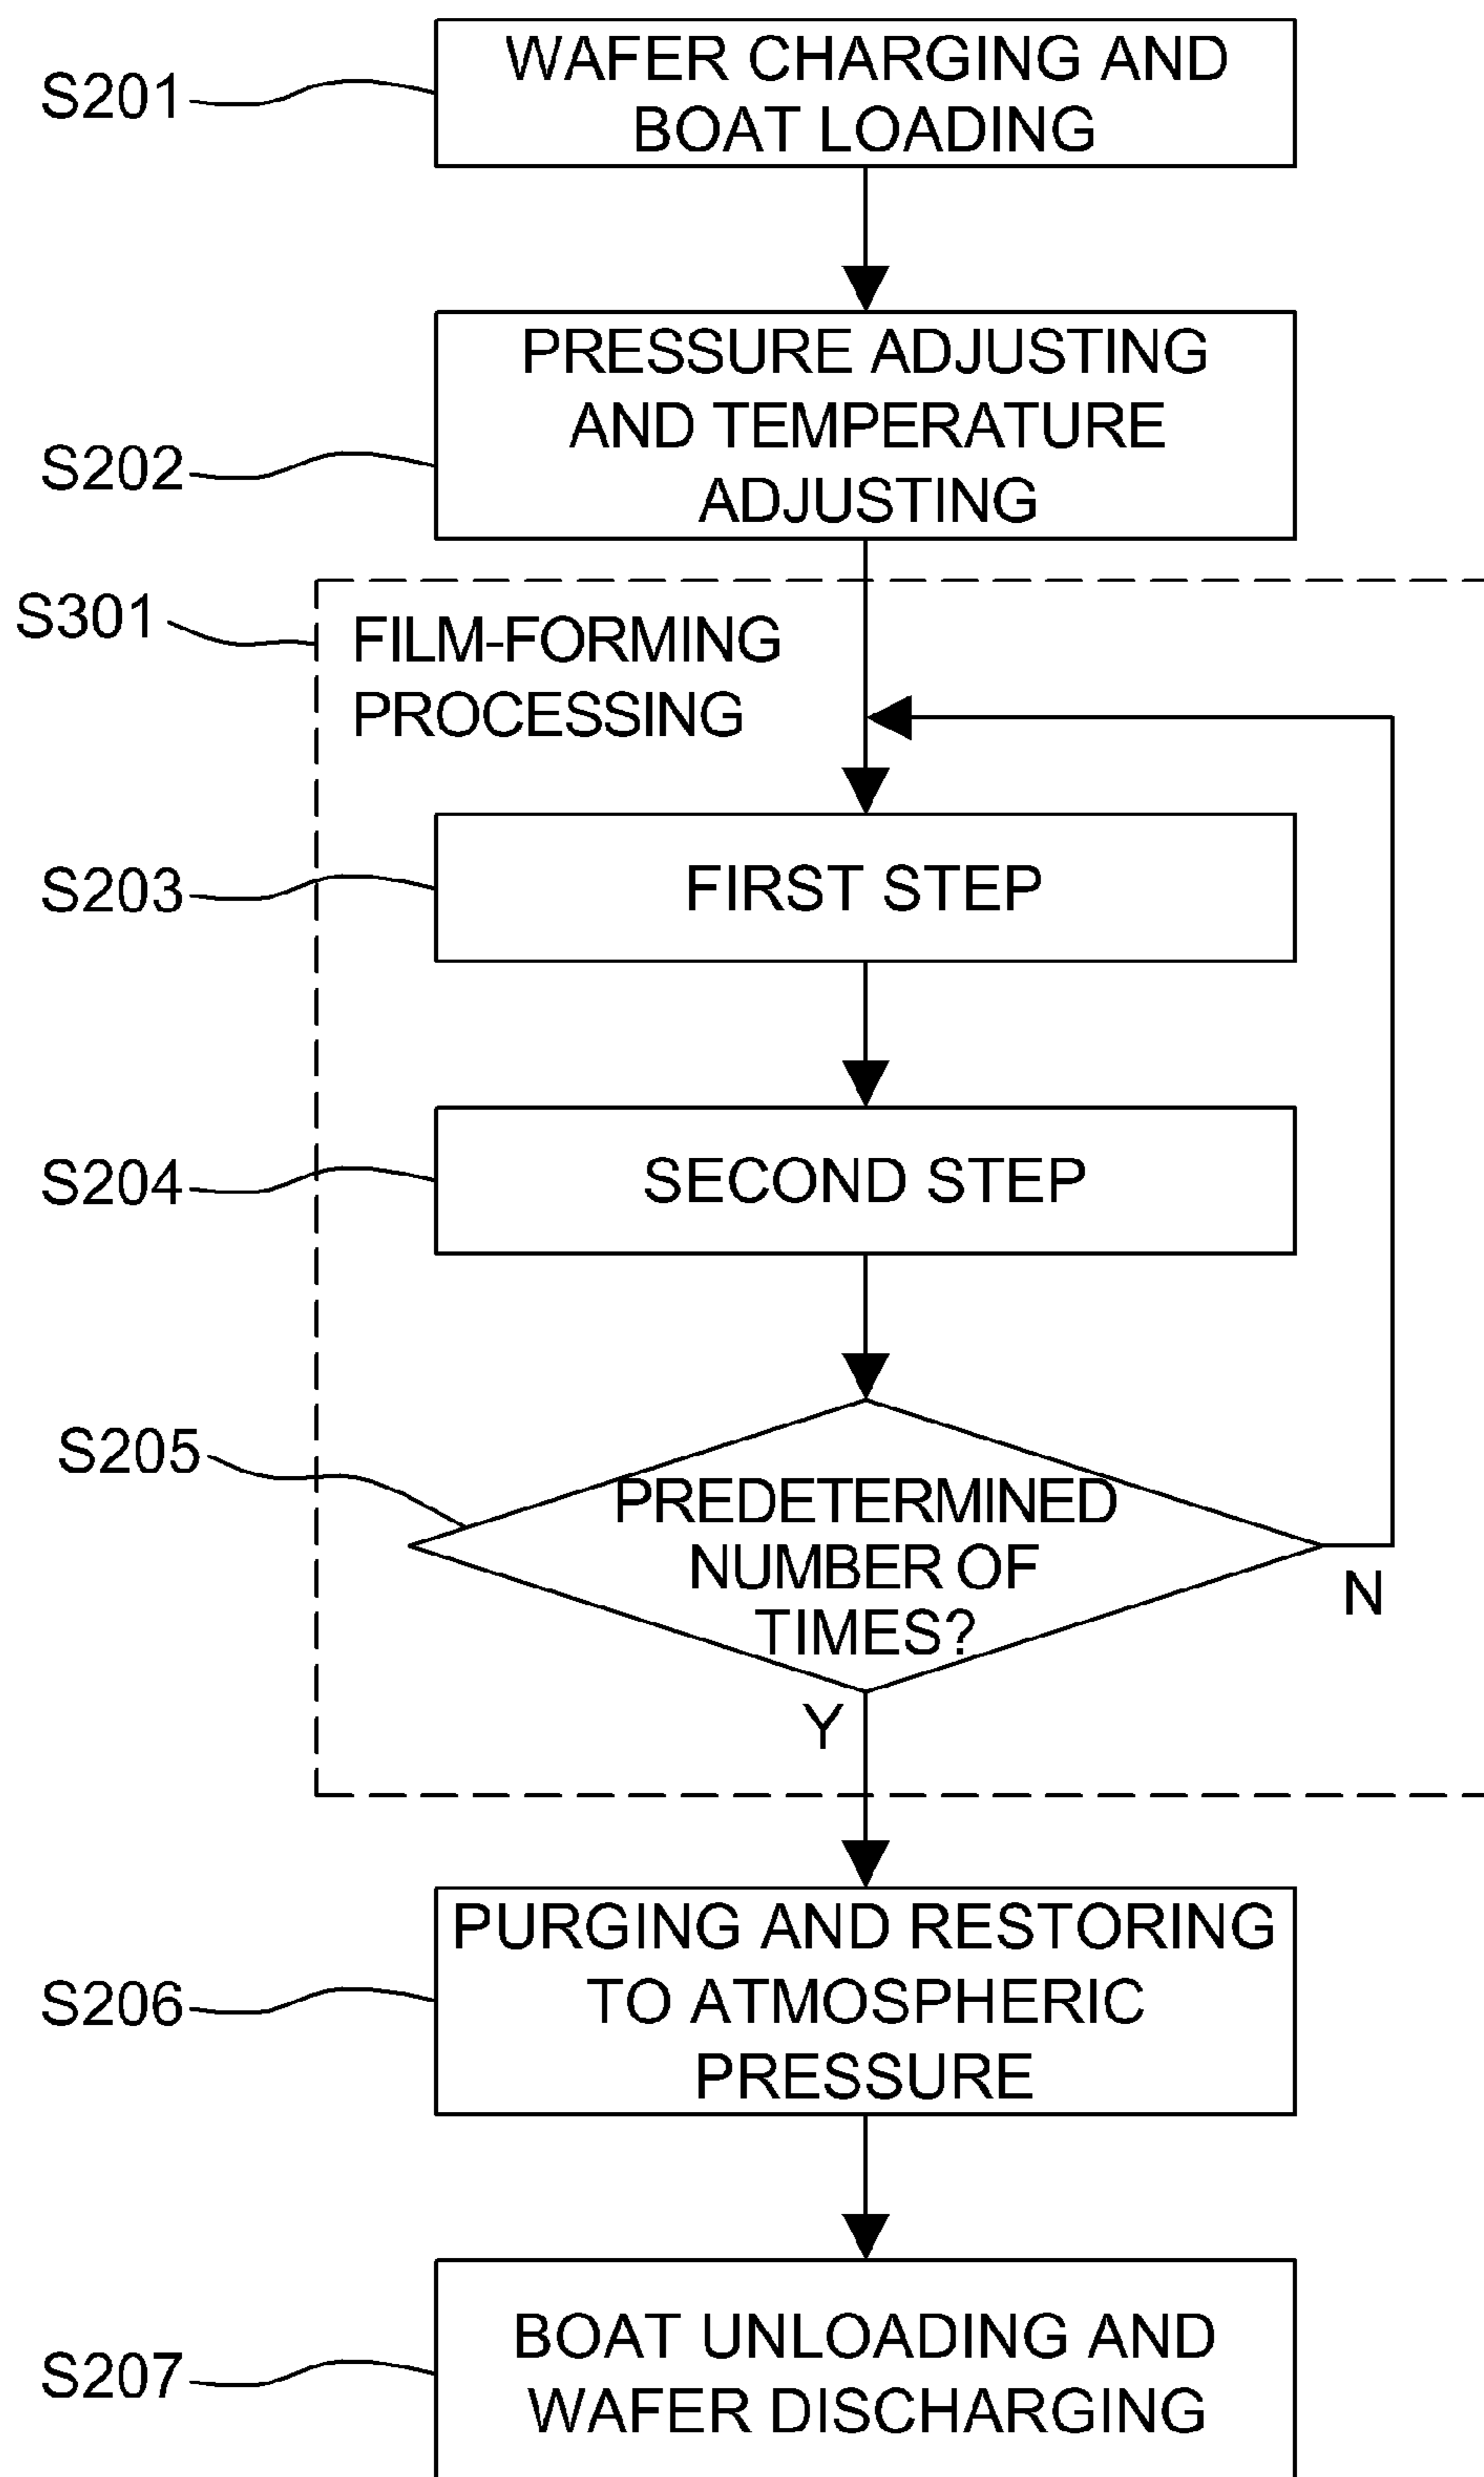 S201
WAFER CHARGING AND
BOAT LOADING
S202
PRESSURE ADJUSTING
AND TEMPERATURE
ADJUSTING
S301
FILM-FORMING
PROCESSING
S203
FIRST STEP
S204
SECOND STEP
S205
PREDETERMINED
NUMBER OF
TIMES?
N
Y
S206
PURGING AND RESTORING
TO ATMOSPHERIC
PRESSURE
S207
BOAT UNLOADING AND
WAFER DISCHARGING